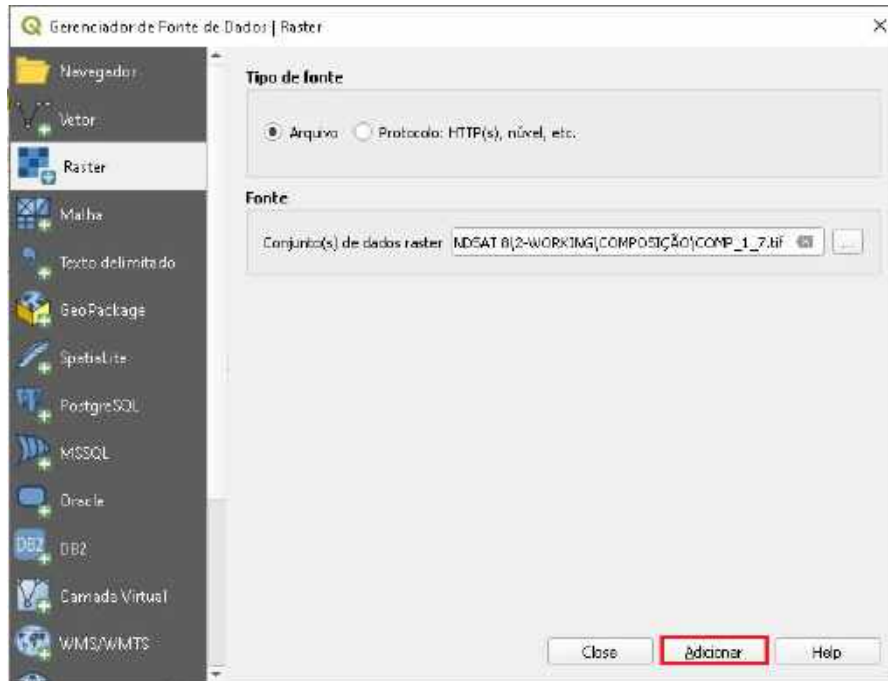 Gerenciador de Fonte de Dados | Raster
Navegador
Vetor
Raster
Malha
Texto delimitado
GeoPackage
SpatiaLite
PostgreSQL
MSSQL
Oracle
DB2
DB2
Camada Virtual
WMS/WMTS
Tipo de fonte
Arquivo
Protocolo: HTTP(s), núvel, etc.
Fonte
Conjunto(s) de dados raster NDSAT 8\2-WORKING\COMPOSIÇÃO\COMP_1_7.tif ...
Close Adicionar Help